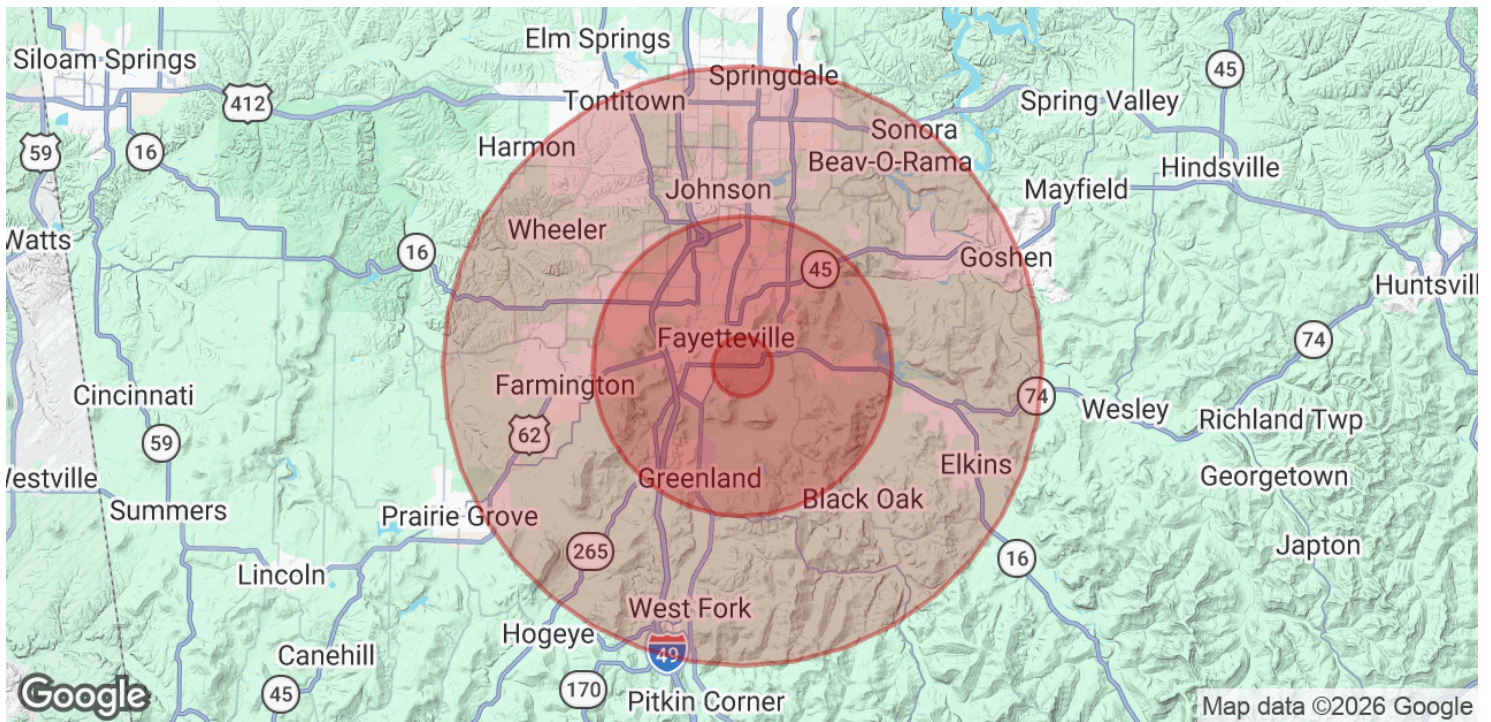 Elm Springs
Siloam Springs
Springdale
45
412
Tontitown
Spring Valley
59
16
Harmon
Sonora
Beav-O-Rama
Hindsville
Johnson
Mayfield
Watts
Wheeler
16
45
Goshen
Huntsvill
Fayetteville
74
Farmington
Cincinnati
74
Wesley
Richland Twp
59
62
Elkins
Westville
Greenland
Georgetown
Black Oak
Summers
Prairie Grove
265
16
Japton
Lincoln
West Fork
Hogeye
49
Canehill
45
170
Pitkin Corner
Google
Map data ©2026 Google